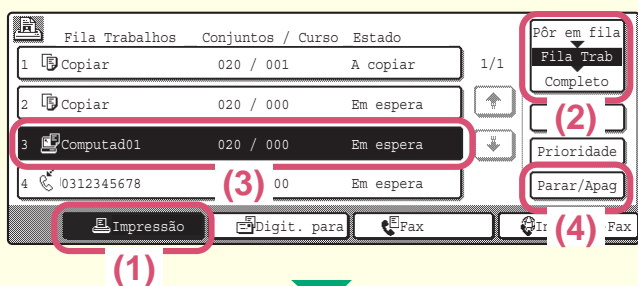 Fila Trabalhos Conjuntos / Curso Estado
1 Copiar 020 / 001 A copiar
2 Copiar 020 / 000 Em espera
3 Computad01 020 / 000 Em espera
4 0312345678 00 Em espera
(3)
1/1
Pôr em fila
Fila Trab
Completo
(2)
Prioridade
Parar/Apag
(4)
Impressão
Digit. para
Fax
Fax
(1)